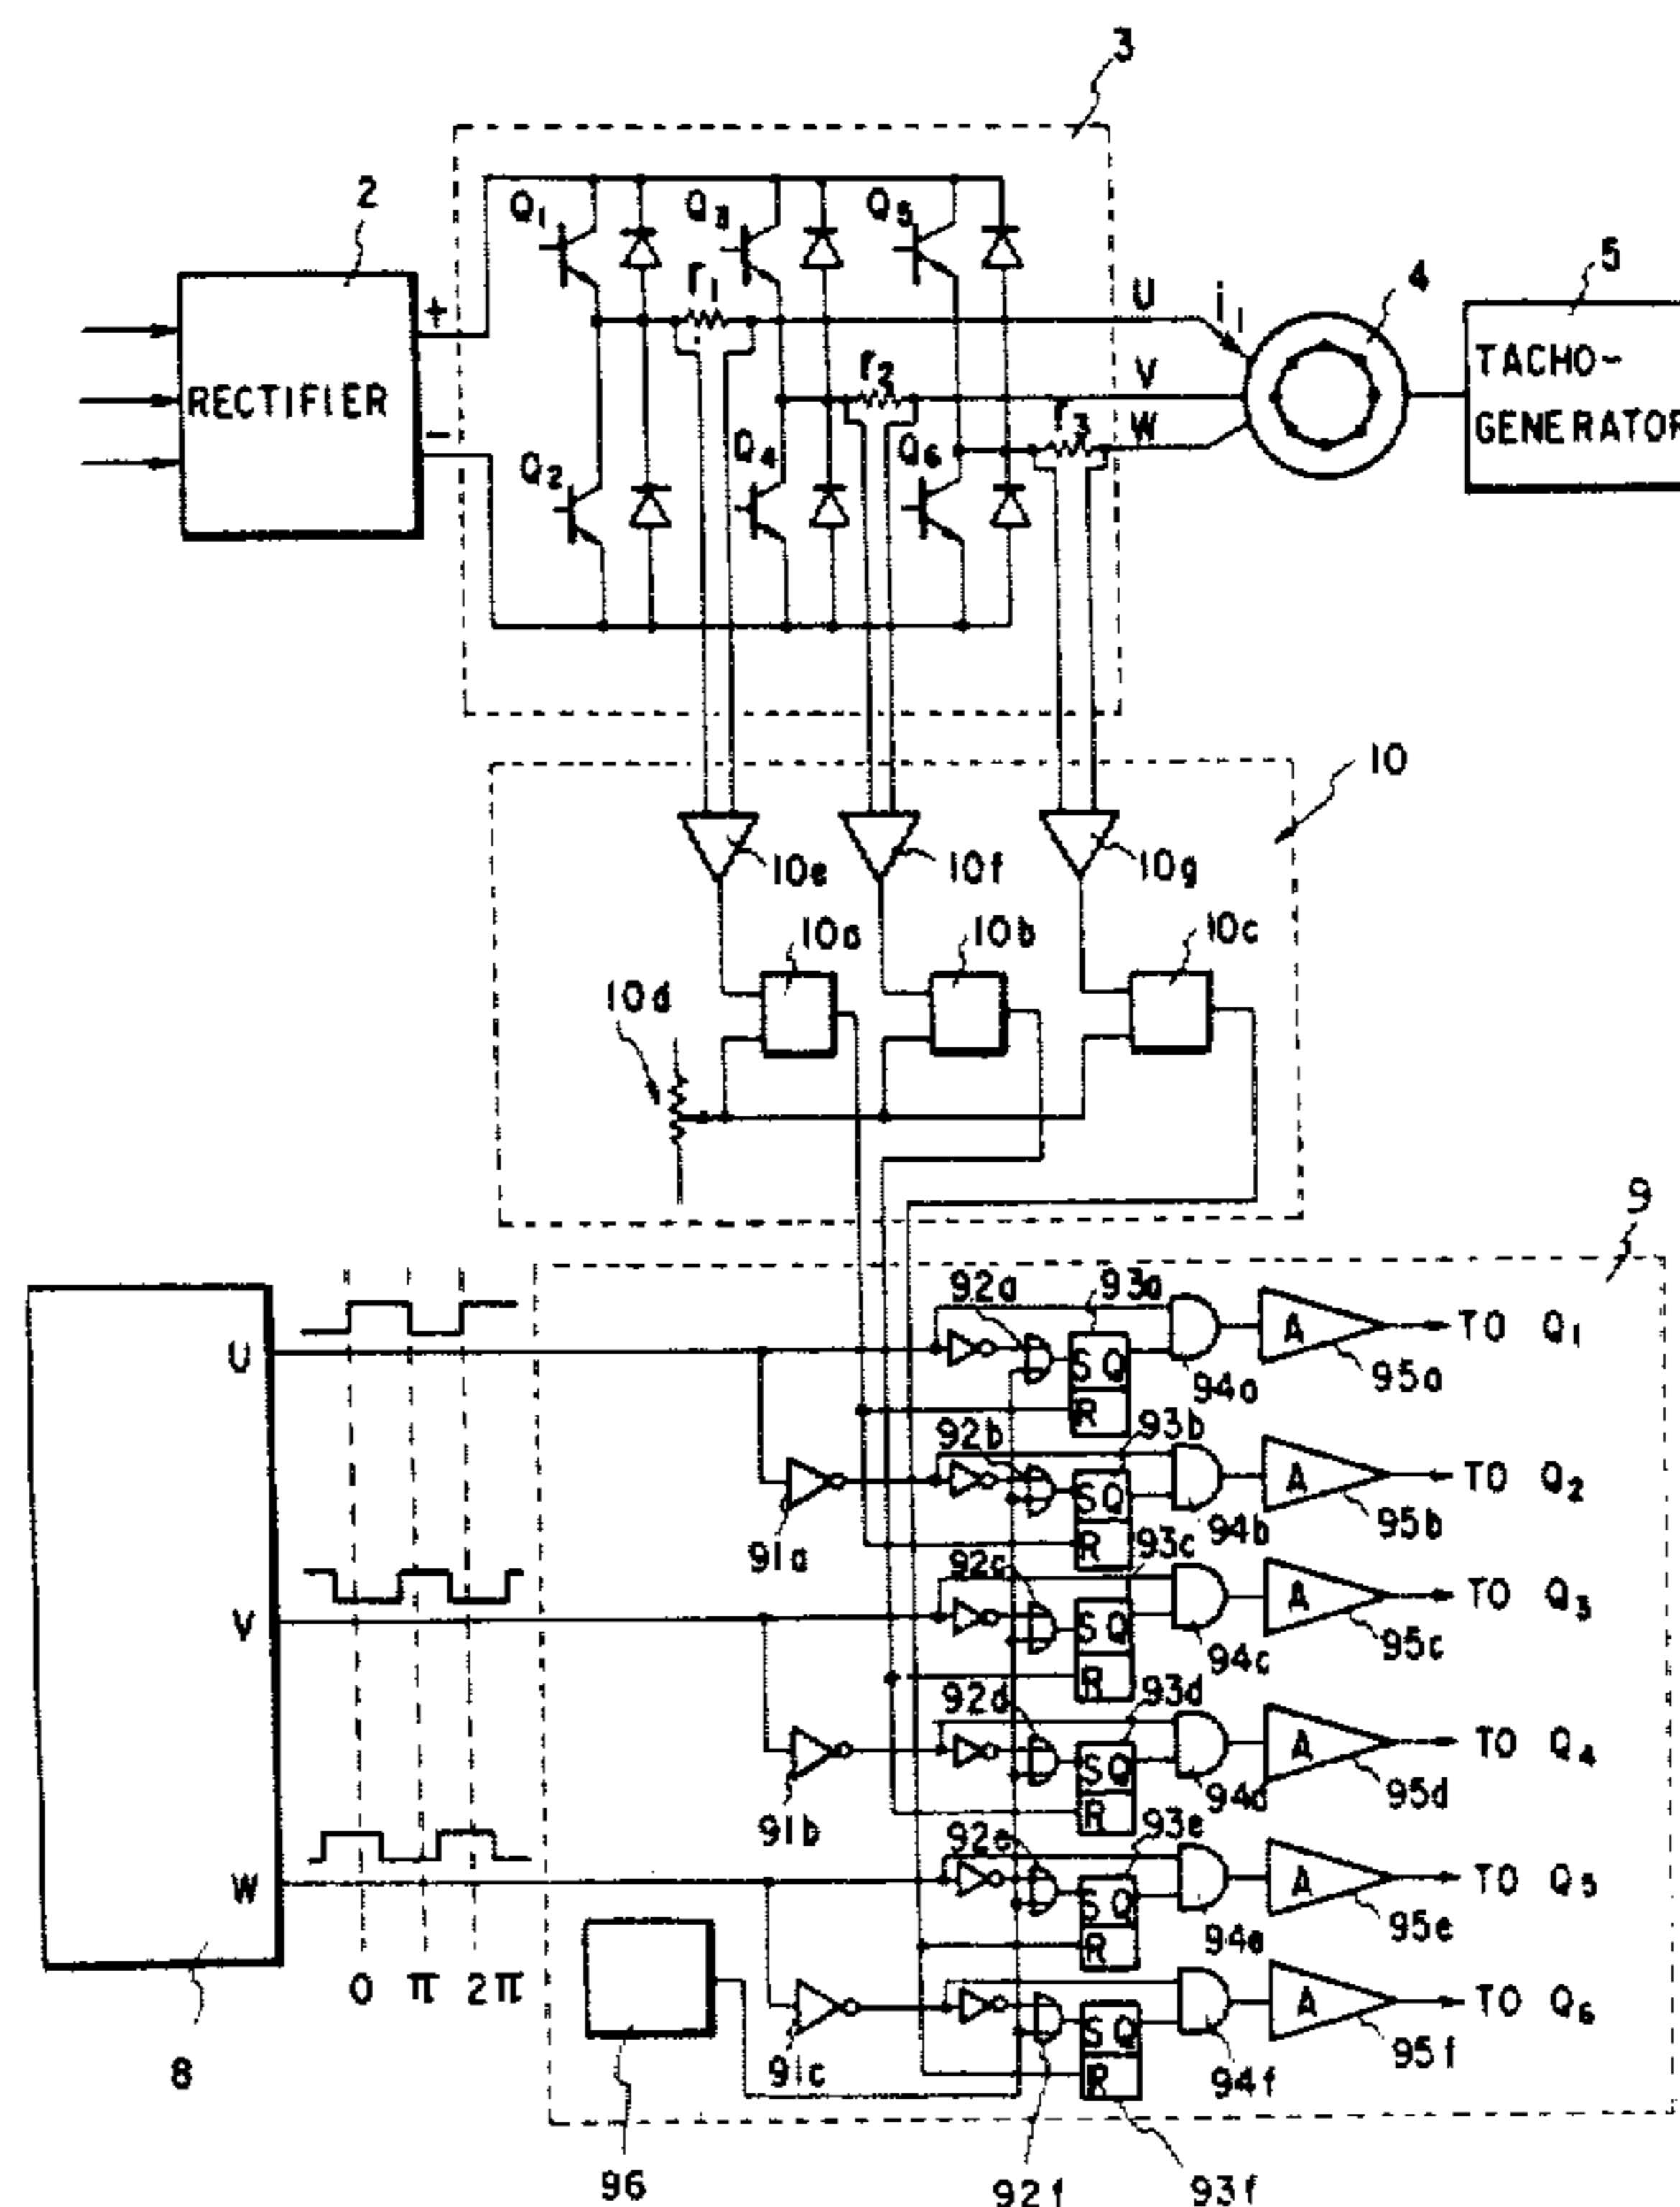 3
2
Q1
Q3
Q5
r1
U
i1
4
5
RECTIFIER
+
-
r2
V
TACHO-
GENERATOR
r3
W
Q2
Q4
Q6
10
10e
10f
10g
10a
10b
10c
10d
9
92a
93a
U
S Q
R
94a
A
95a
TO Q1
92b
93b
91a
S Q
R
94b
A
95b
TO Q2
92c
93c
V
S Q
R
94c
A
95c
TO Q3
92d
93d
91b
S Q
R
94d
A
95d
TO Q4
92e
93e
W
S Q
R
94e
A
95e
TO Q5
0 π 2π
91c
S Q
R
94f
A
95f
TO Q6
8
96
92f
93f